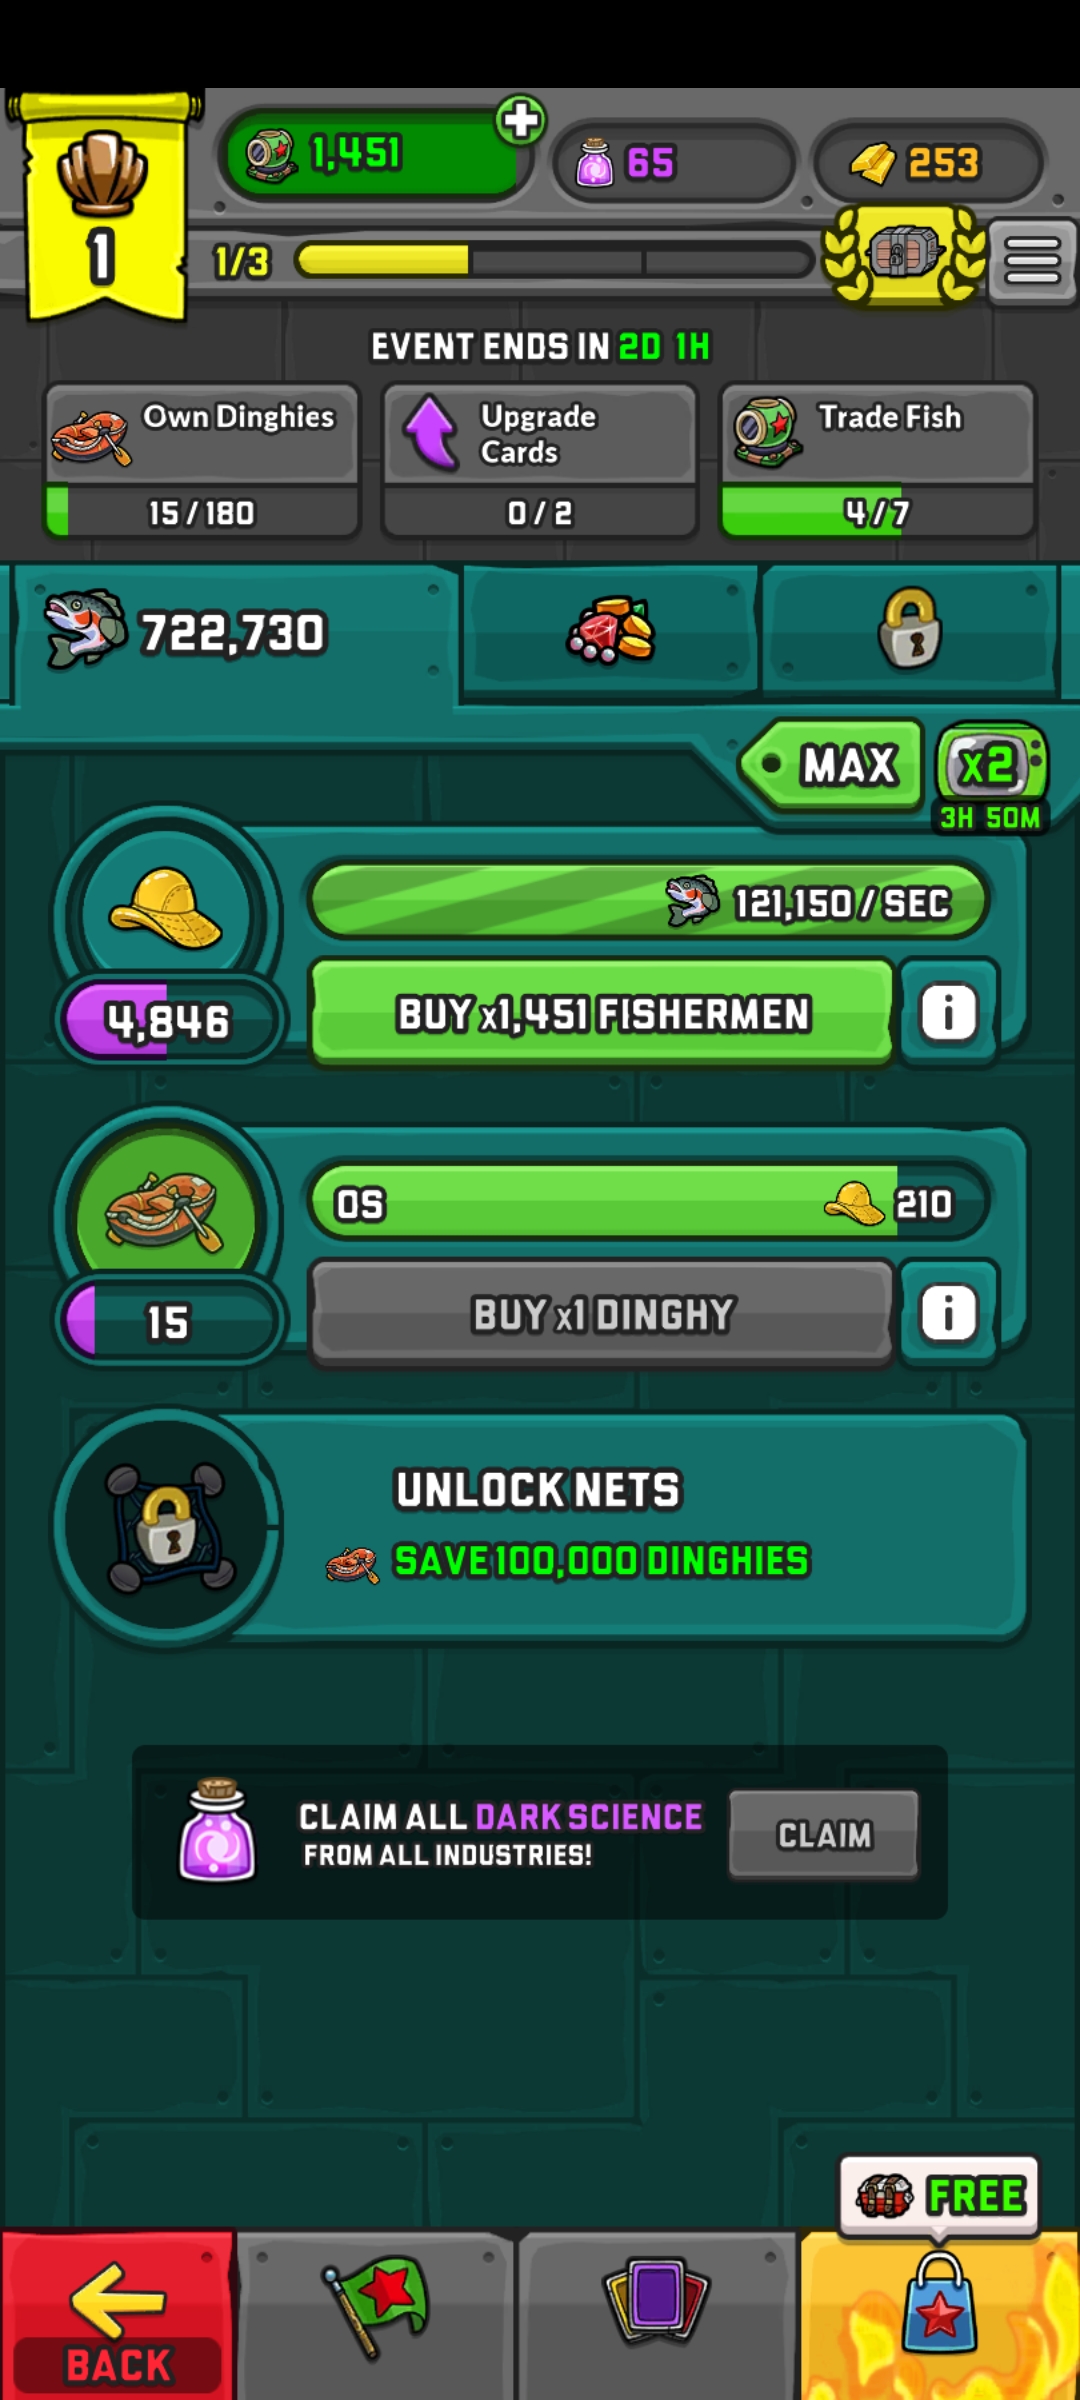 1,451
65
253
1
1/3
EVENT ENDS IN 2D 1H
Own Dinghies
15/180
Upgrade
Cards
0/2
Trade Fish
4/7
722,730
MAX
x2
3H 50M
121,150/SEC
4,846
BUY x1,451 FISHERMEN
i
0S
210
15
BUY x1 DINGHY
i
UNLOCK NETS
SAVE 100,000 DINGHIES
CLAIM ALL DARK SCIENCE
FROM ALL INDUSTRIES!
CLAIM
FREE
BACK